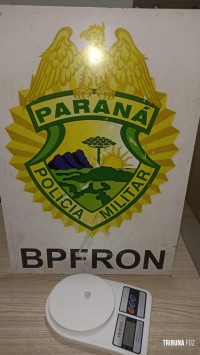 PARANÁ
POLÍCIA MILITAR
BPFRON
TRIBUNA FOZ